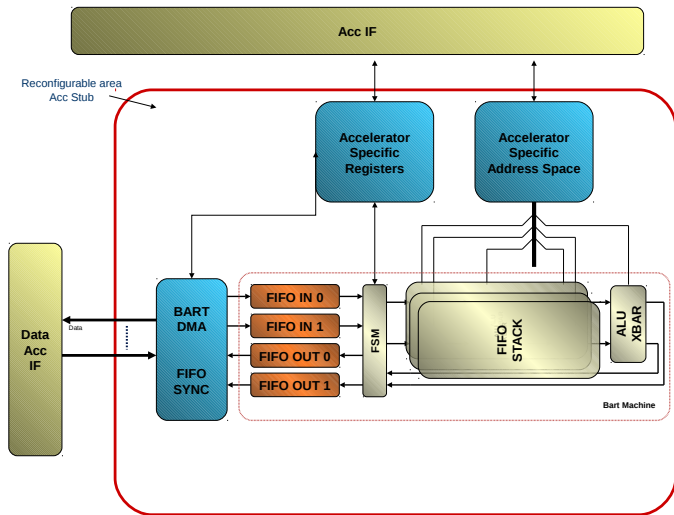 Acc IF
Reconfigurable area
Acc Stub
Accelerator
Specific
Registers
Accelerator
Specific
Address Space
Data
Acc
IF
Data
BART
DMA
FIFO
SYNC
FIFO IN 0
FIFO IN 1
FIFO OUT 0
FIFO OUT 1
FSM
FIFO
STACK
ALU
XBAR
Bart Machine